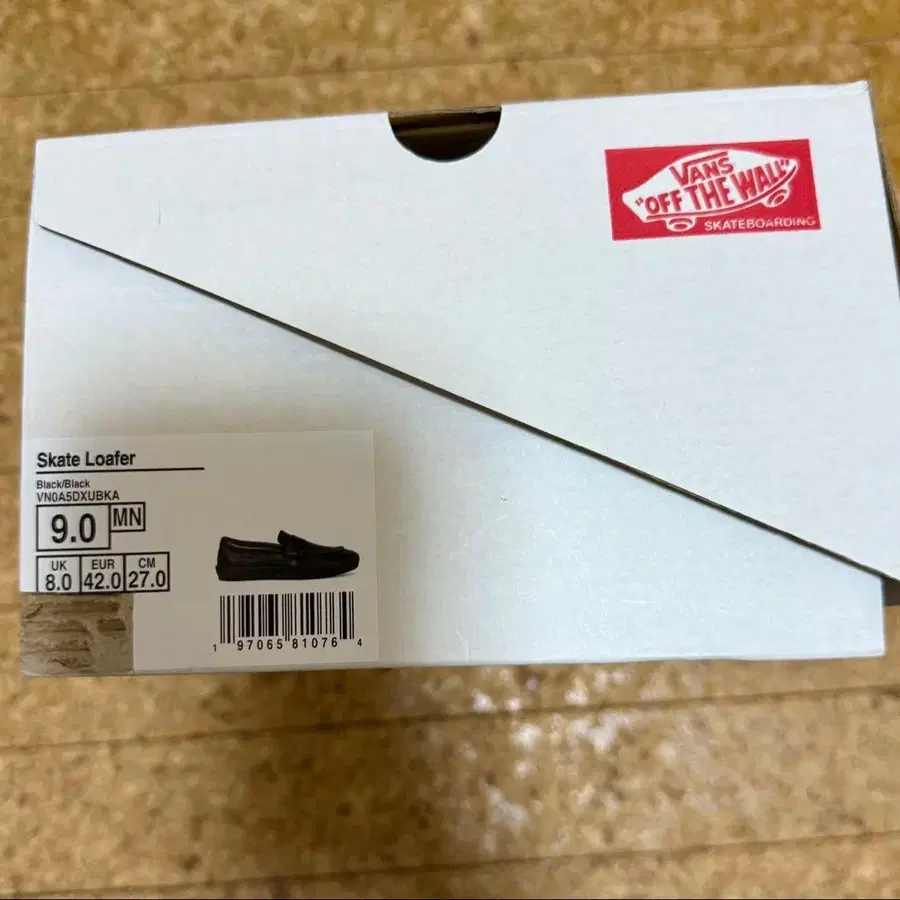 VANS
"OFF THE WALL"
SKATEBOARDING
Skate Loafer
Black/Black
VN0A5DXUBKA
9.0 MN
UK EUR CM
8.0 42.0 27.0
1 97065 81076 4